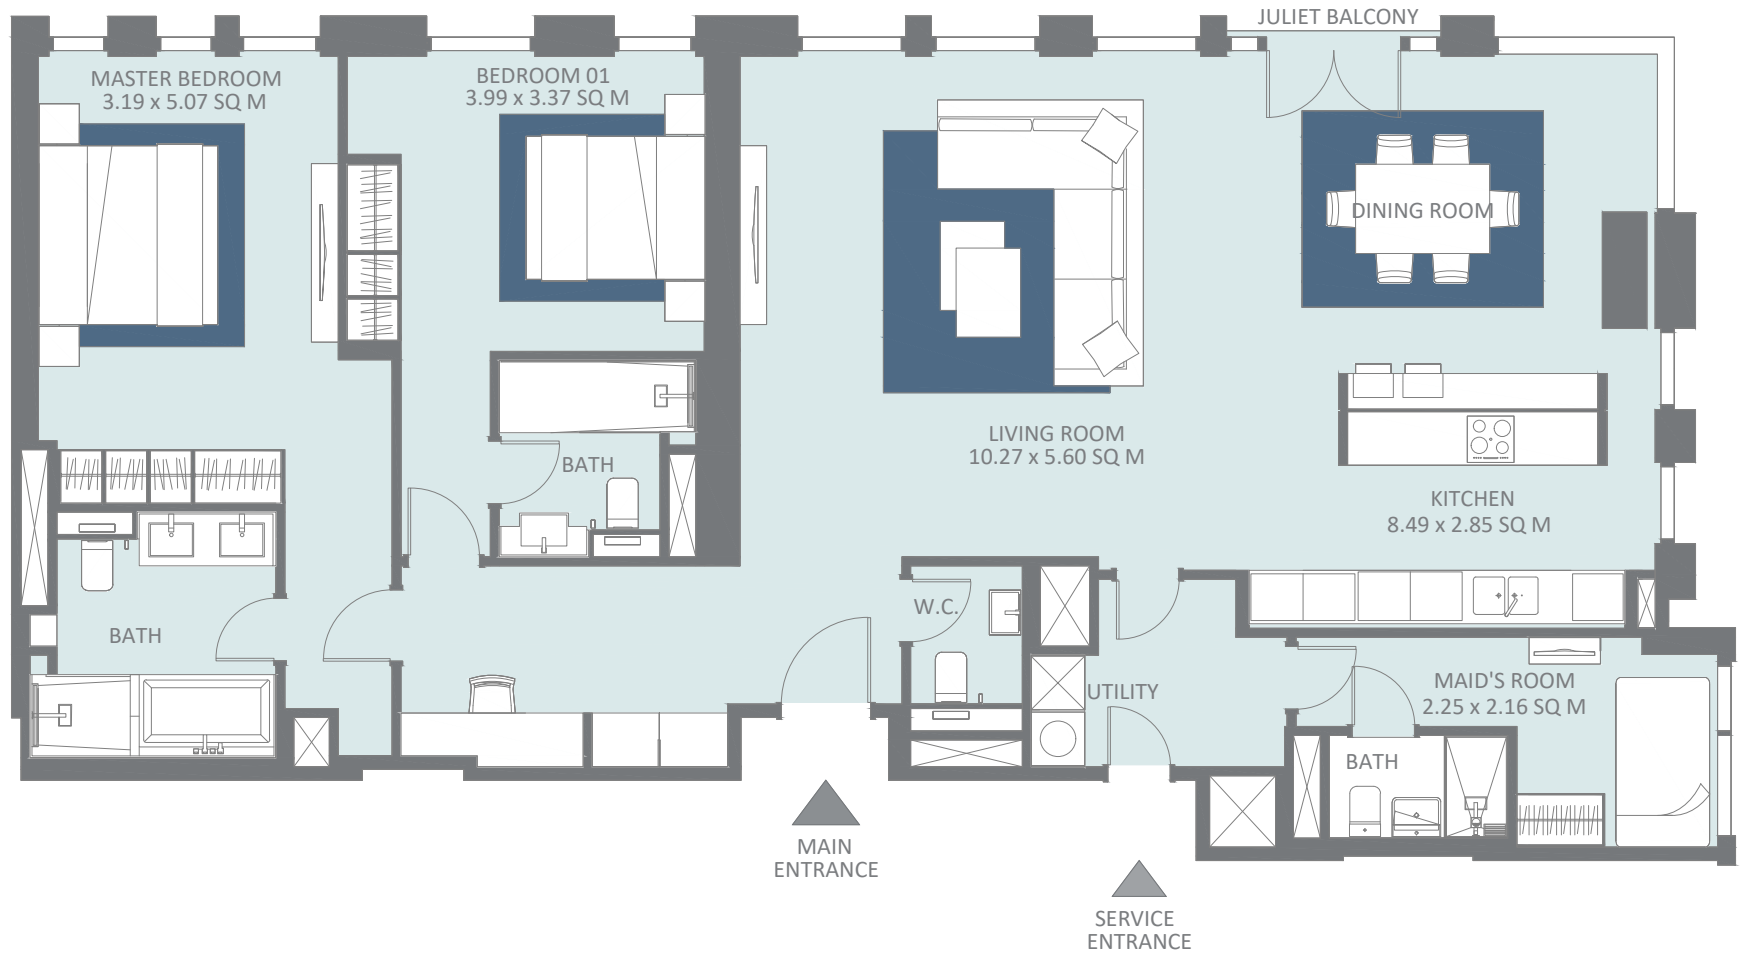 JULIET BALCONY
MASTER BEDROOM
3.19 x 5.07 SQ M
BEDROOM 01
3.99 x 3.37 SQ M
DINING ROOM
LIVING ROOM
10.27 x 5.60 SQ M
BATH
KITCHEN
8.49 x 2.85 SQ M
W.C.
BATH
UTILITY
MAID'S ROOM
2.25 x 2.16 SQ M
BATH
MAIN
ENTRANCE
SERVICE
ENTRANCE